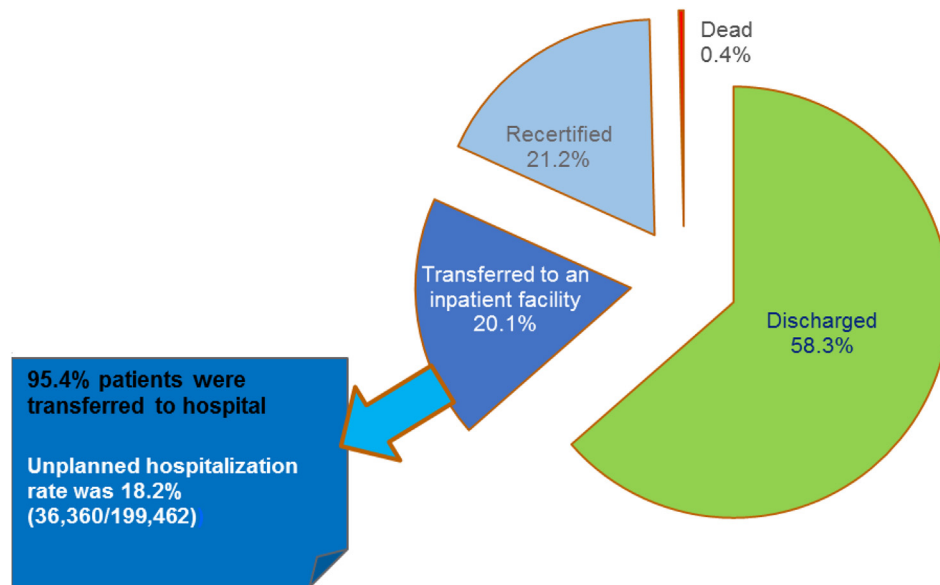 Dead
0.4%
Recertified
21.2%
Transferred to an
inpatient facility
20.1%
Discharged
58.3%
95.4% patients were
transferred to hospital
Unplanned hospitalization
rate was 18.2%
(36,360/199,462)